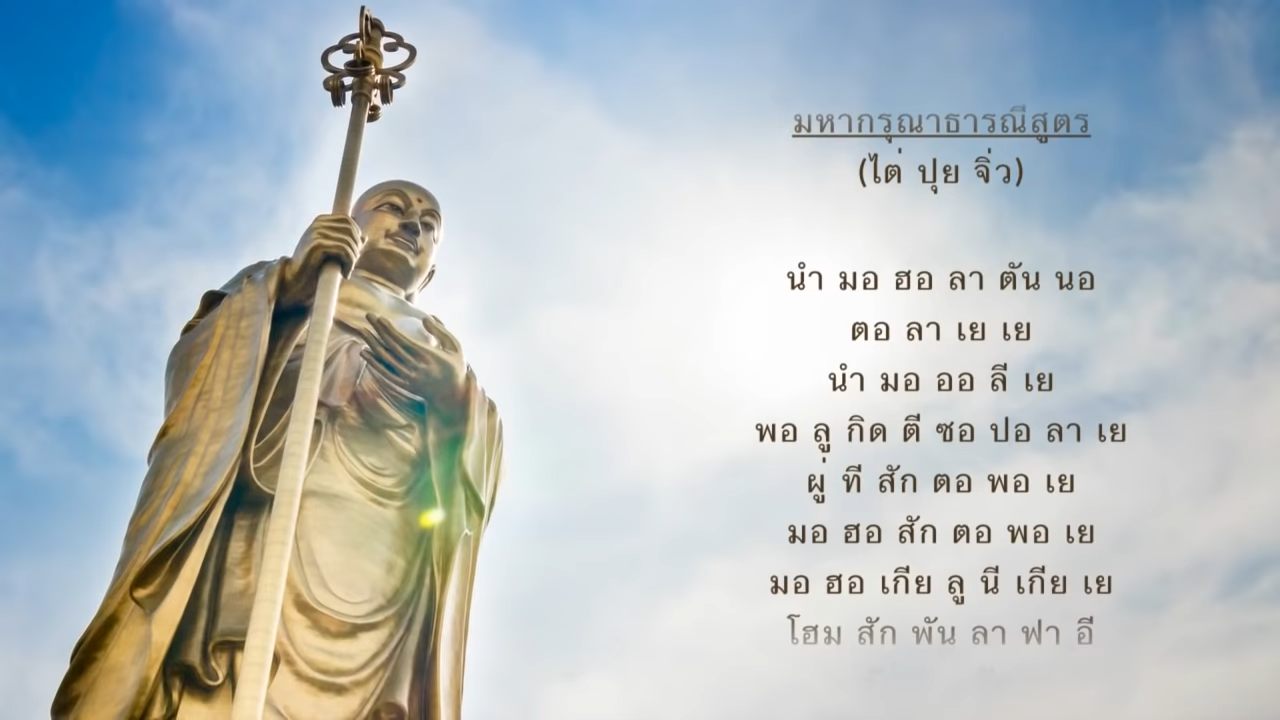 มหากรุณาธารณีสูตร
(ไต่ ปุย จิ่ว)
นำ มอ ฮอ ลา ตัน นอ
ตอ ลา เย เย
นำ มอ ออ ลี เย
พอ ลู กิด ตี ซอ ปอ ลา เย
ผู่ ที สัก ตอ พอ เย
มอ ฮอ สัก ตอ พอ เย
มอ ฮอ เกีย ลู นี เกีย เย
โฮม สัก พัน ลา ฟา อี